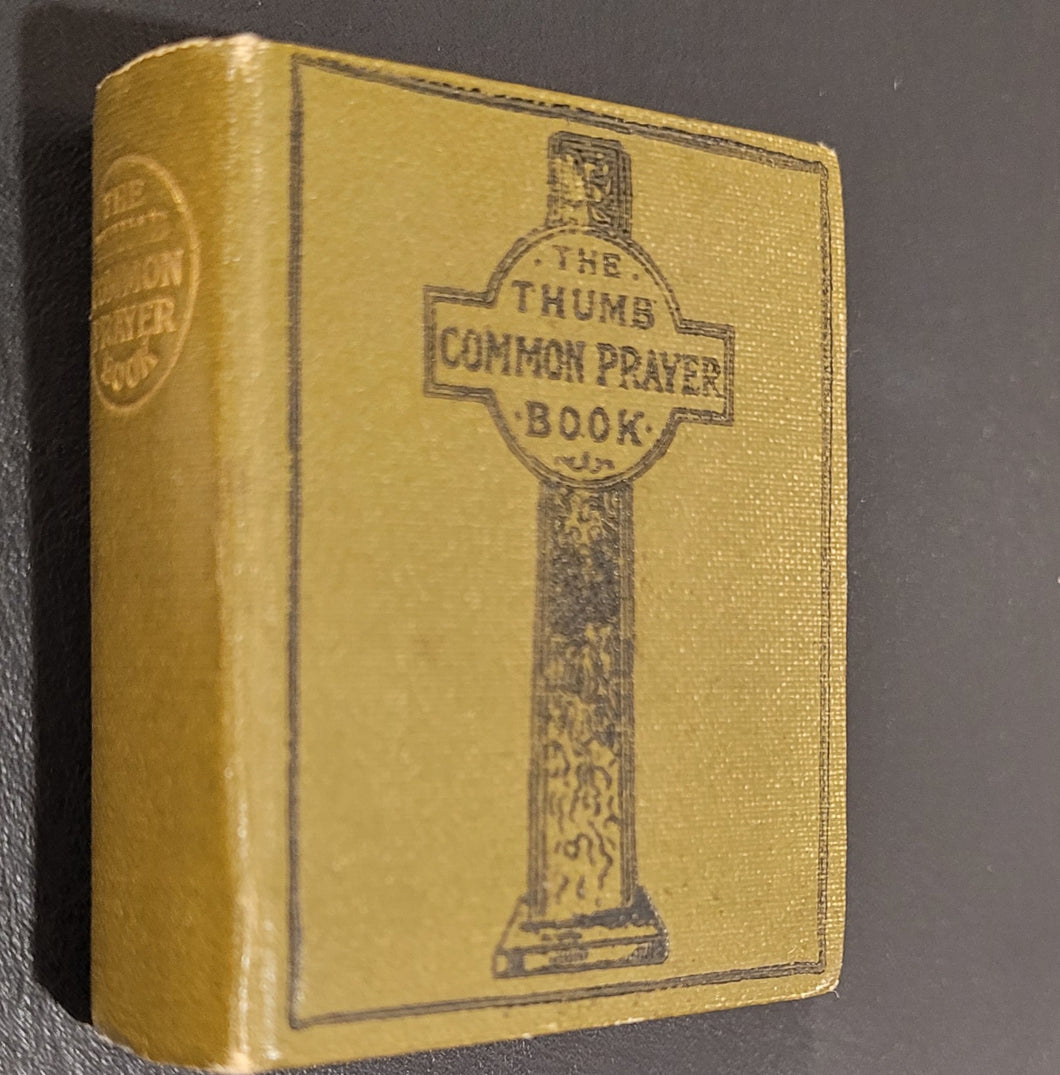 THE
COMMON
PRAYER
Book
THE
THUMB
COMMON PRAYER
BOOK